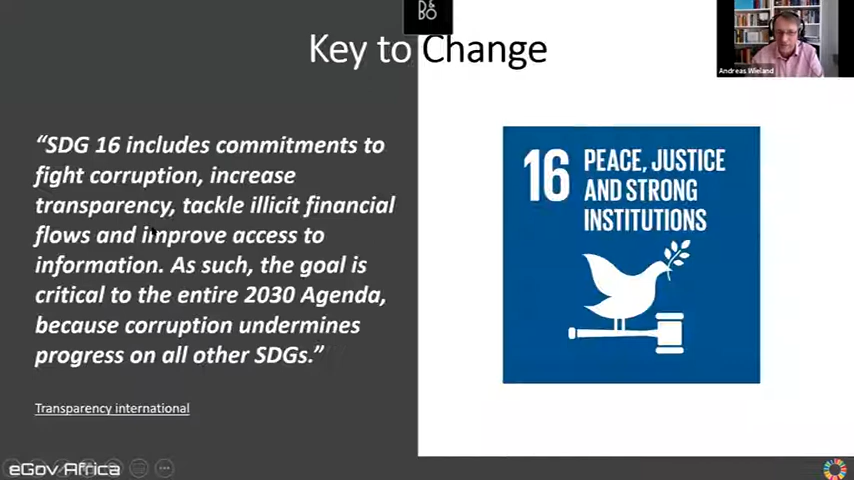 B&O
Key to Change
Andreas Wieland
“SDG 16 includes commitments to
fight corruption, increase
transparency, tackle illicit financial
flows and improve access to
information. As such, the goal is
critical to the entire 2030 Agenda,
because corruption undermines
progress on all other SDGs.”
Transparency international
16 PEACE, JUSTICE
AND STRONG
INSTITUTIONS
eGov Africa